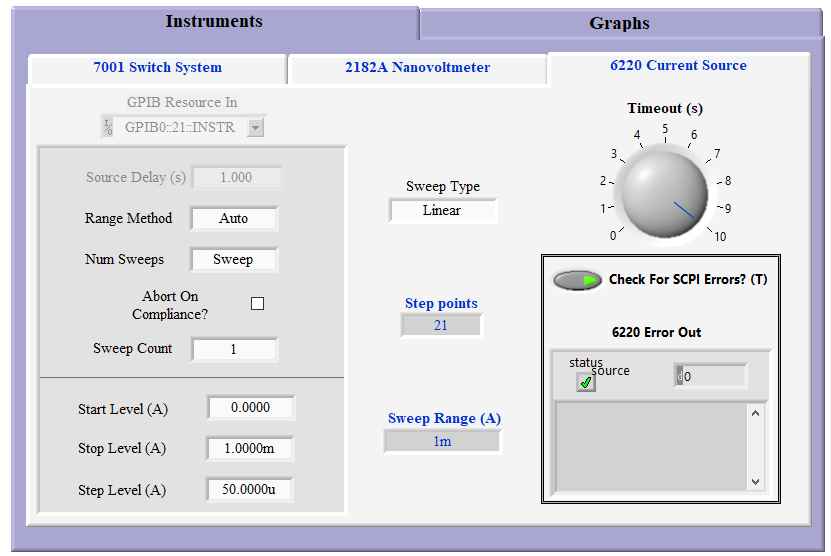 Instruments
Graphs
7001 Switch System
2182A Nanovoltmeter
6220 Current Source
GPIB Resource In
I/O GPIB0::21::INSTR
Source Delay (s) 1.000
Range Method Auto
Num Sweeps Sweep
Abort On
Compliance?
Sweep Count 1
Start Level (A) 0.0000
Stop Level (A) 1.0000m
Step Level (A) 50.0000u
Sweep Type
Linear
Step points
21
Sweep Range (A)
1m
Timeout (s)
0
1
2
3
4
5
6
7
8
9
10
Check For SCPI Errors? (T)
6220 Error Out
status
source
d0